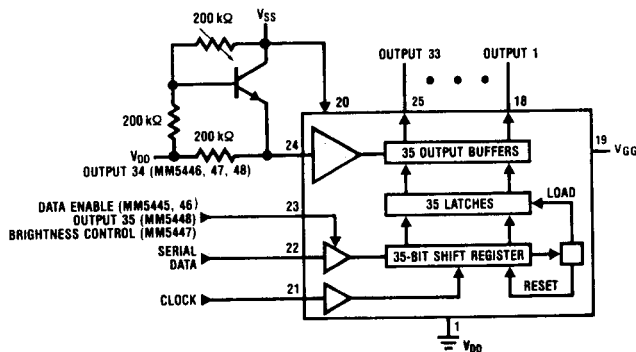 200 kΩ
VSS
OUTPUT 33
OUTPUT 1
20
25
18
200 kΩ
200 kΩ
24
19
VGG
VDD
OUTPUT 34 (MM5446, 47, 48)
35 OUTPUT BUFFERS
DATA ENABLE (MM5445, 46)
OUTPUT 35 (MM5448)
BRIGHTNESS CONTROL (MM5447)
23
35 LATCHES
LOAD
SERIAL
DATA
22
35-BIT SHIFT REGISTER
CLOCK
21
RESET
1
VDD